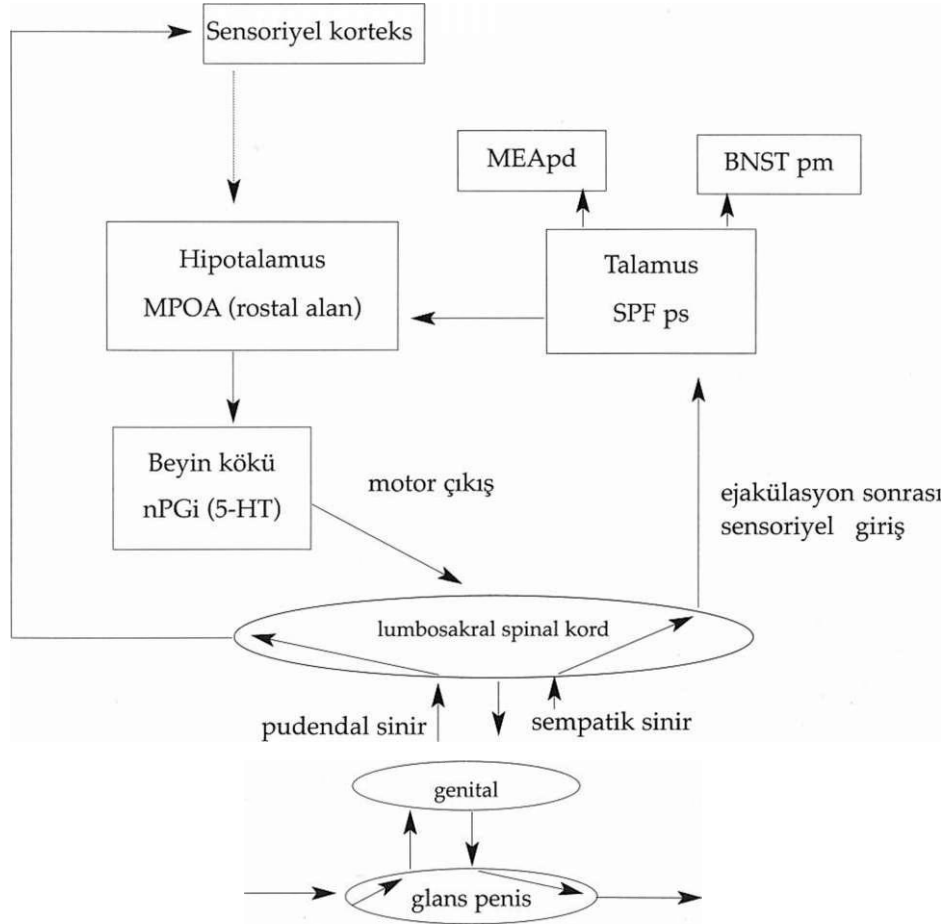 Sensoriyel korteks
MEApd
BNST pm
Hipotalamus
MPOA (rostal alan)
Talamus
SPF ps
Beyin kökü
nPGi (5-HT)
motor çıkış
ejakülasyon sonrası
sensoriyel giriş
lumbosakral spinal kord
pudendal sinir
sempatik sinir
genital
glans penis